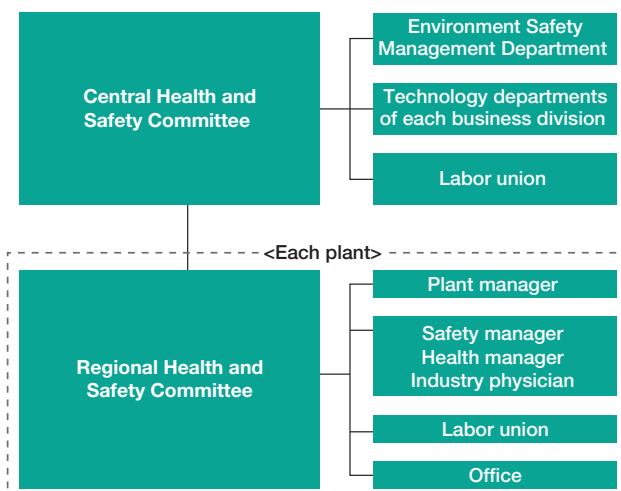 Central Health and
Safety Committee
Environment Safety
Management Department
Technology departments
of each business division
Labor union
<Each plant>
Regional Health and
Safety Committee
Plant manager
Safety manager
Health manager
Industry physician
Labor union
Office